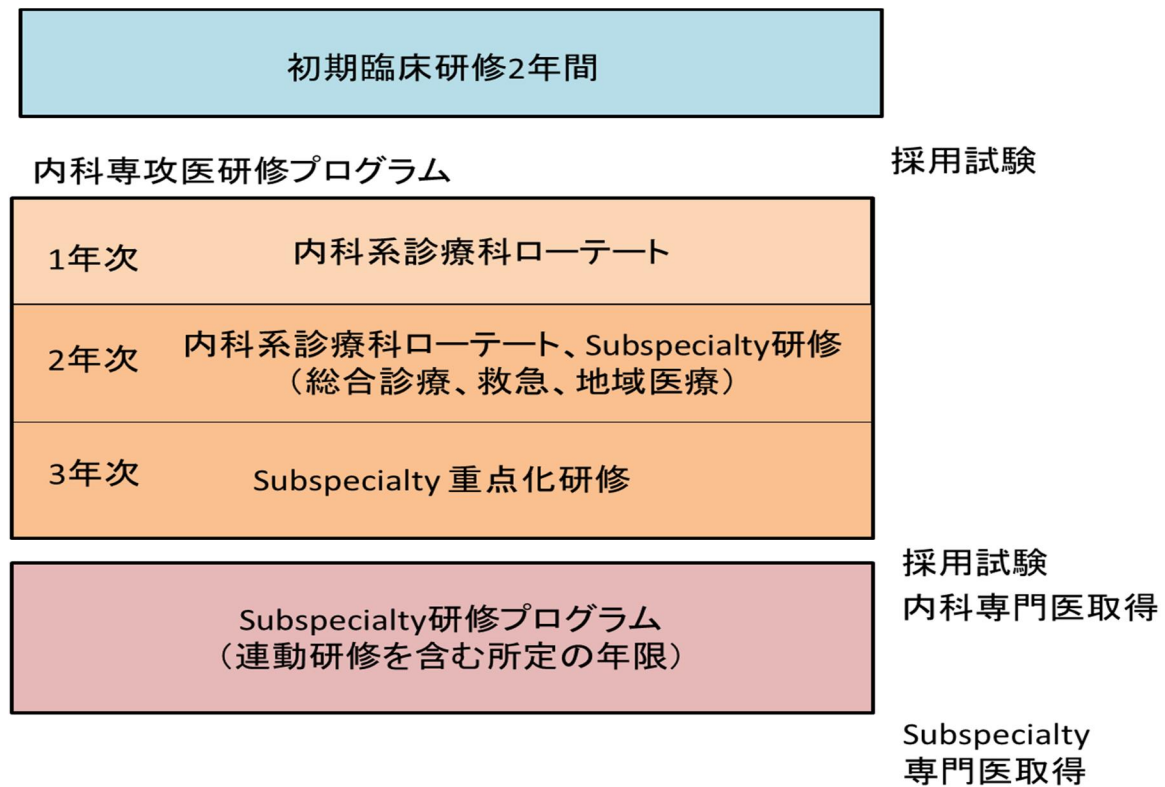 初期臨床研修2年間
採用試験
内科専攻医研修プログラム
1年次 内科系診療科ローテート
2年次 内科系診療科ローテート、Subspecialty研修
（総合診療、救急、地域医療）
3年次 Subspecialty 重点化研修
採用試験
内科専門医取得
Subspecialty研修プログラム
（連動研修を含む所定の年限）
Subspecialty
専門医取得